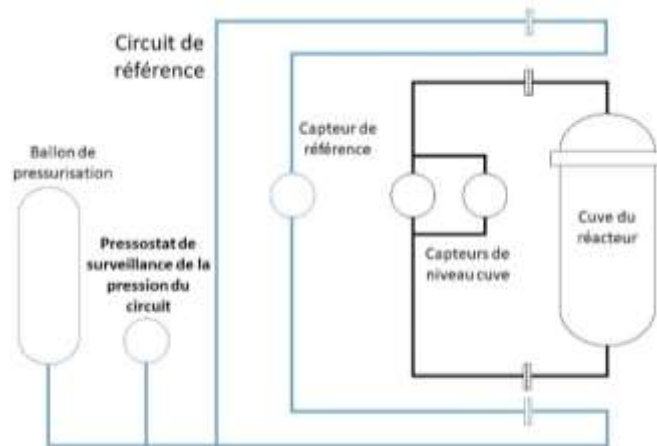 Circuit de
référence
Ballon de
pressurisation
Pressostat de
surveillance de la
pression du
circuit
Capteur de
référence
Capteurs de
niveau cuve
Cuve du
réacteur